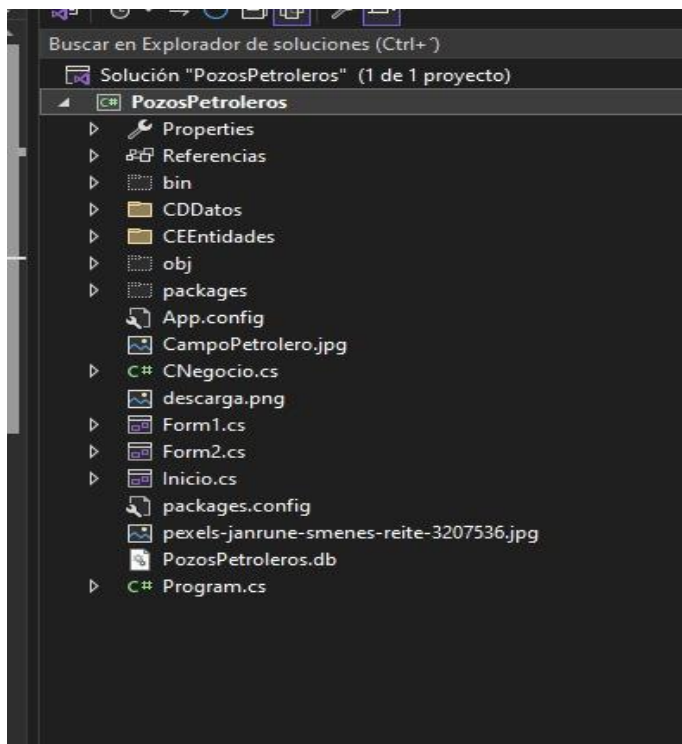 Buscar en Explorador de soluciones (Ctrl+´)
Solución "PozosPetroleros" (1 de 1 proyecto)
C# PozosPetroleros
Properties
Referencias
bin
CDDatos
CEEntidades
obj
packages
App.config
CampoPetrolero.jpg
C# CNegocio.cs
descarga.png
Form1.cs
Form2.cs
Inicio.cs
packages.config
pexels-janrune-smenes-reite-3207536.jpg
PozosPetroleros.db
C# Program.cs